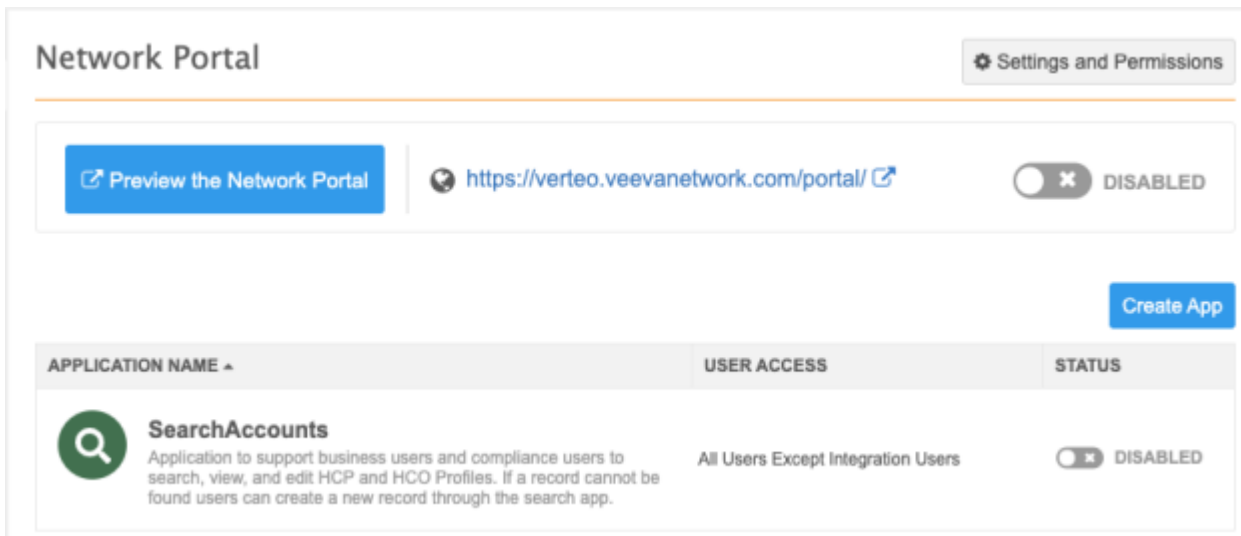 Network Portal
Settings and Permissions
Preview the Network Portal
https://verteo.veevanetwork.com/portal/
DISABLED
Create App
APPLICATION NAME
USER ACCESS
STATUS
SearchAccounts
Application to support business users and compliance users to
search, view, and edit HCP and HCO Profiles. If a record cannot be
found users can create a new record through the search app.
All Users Except Integration Users
DISABLED